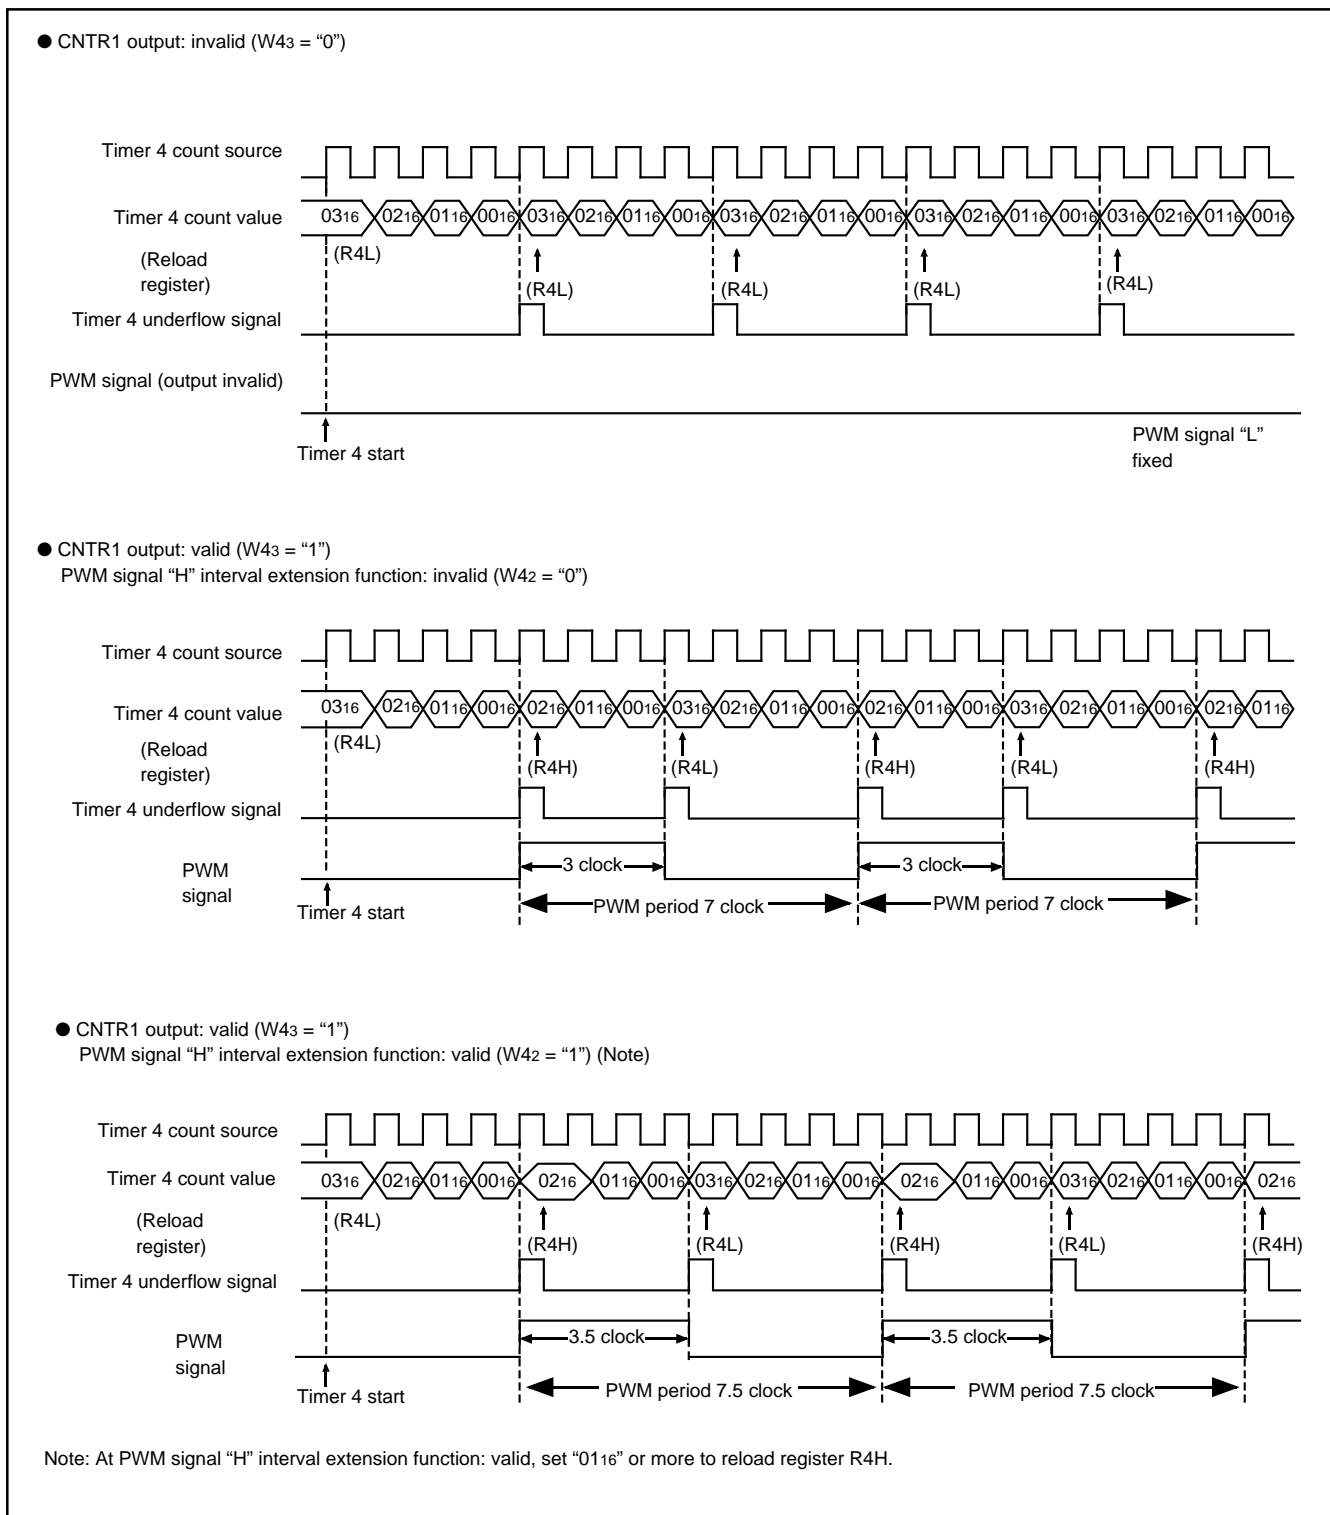 ● CNTR1 output: invalid (W43 = “0”)
Timer 4 count source
Timer 4 count value
0316 0216 0116 0016 0316 0216 0116 0016 0316 0216 0116 0016 0316 0216 0116 0016 0316 0216 0116 0016
(Reload
register)
(R4L) (R4L) (R4L) (R4L) (R4L)
Timer 4 underflow signal
PWM signal (output invalid)
Timer 4 start
PWM signal “L”
fixed
● CNTR1 output: valid (W43 = “1”)
PWM signal “H” interval extension function: invalid (W42 = “0”)
Timer 4 count source
Timer 4 count value
0316 0216 0116 0016 0216 0116 0016 0316 0216 0116 0016 0216 0116 0016 0316 0216 0116 0016 0216 0116
(Reload
register)
(R4L) (R4H) (R4L) (R4H) (R4L) (R4H)
Timer 4 underflow signal
3 clock 3 clock
PWM
signal
Timer 4 start
PWM period 7 clock PWM period 7 clock
● CNTR1 output: valid (W43 = “1”)
PWM signal “H” interval extension function: valid (W42 = “1”) (Note)
Timer 4 count source
Timer 4 count value
0316 0216 0116 0016 0216 0116 0016 0316 0216 0116 0016 0216 0116 0016 0316 0216 0116 0016 0216
(Reload
register)
(R4L) (R4H) (R4L) (R4H) (R4L) (R4H)
Timer 4 underflow signal
3.5 clock 3.5 clock
PWM
signal
Timer 4 start
PWM period 7.5 clock PWM period 7.5 clock
Note: At PWM signal “H” interval extension function: valid, set “0116” or more to reload register R4H.